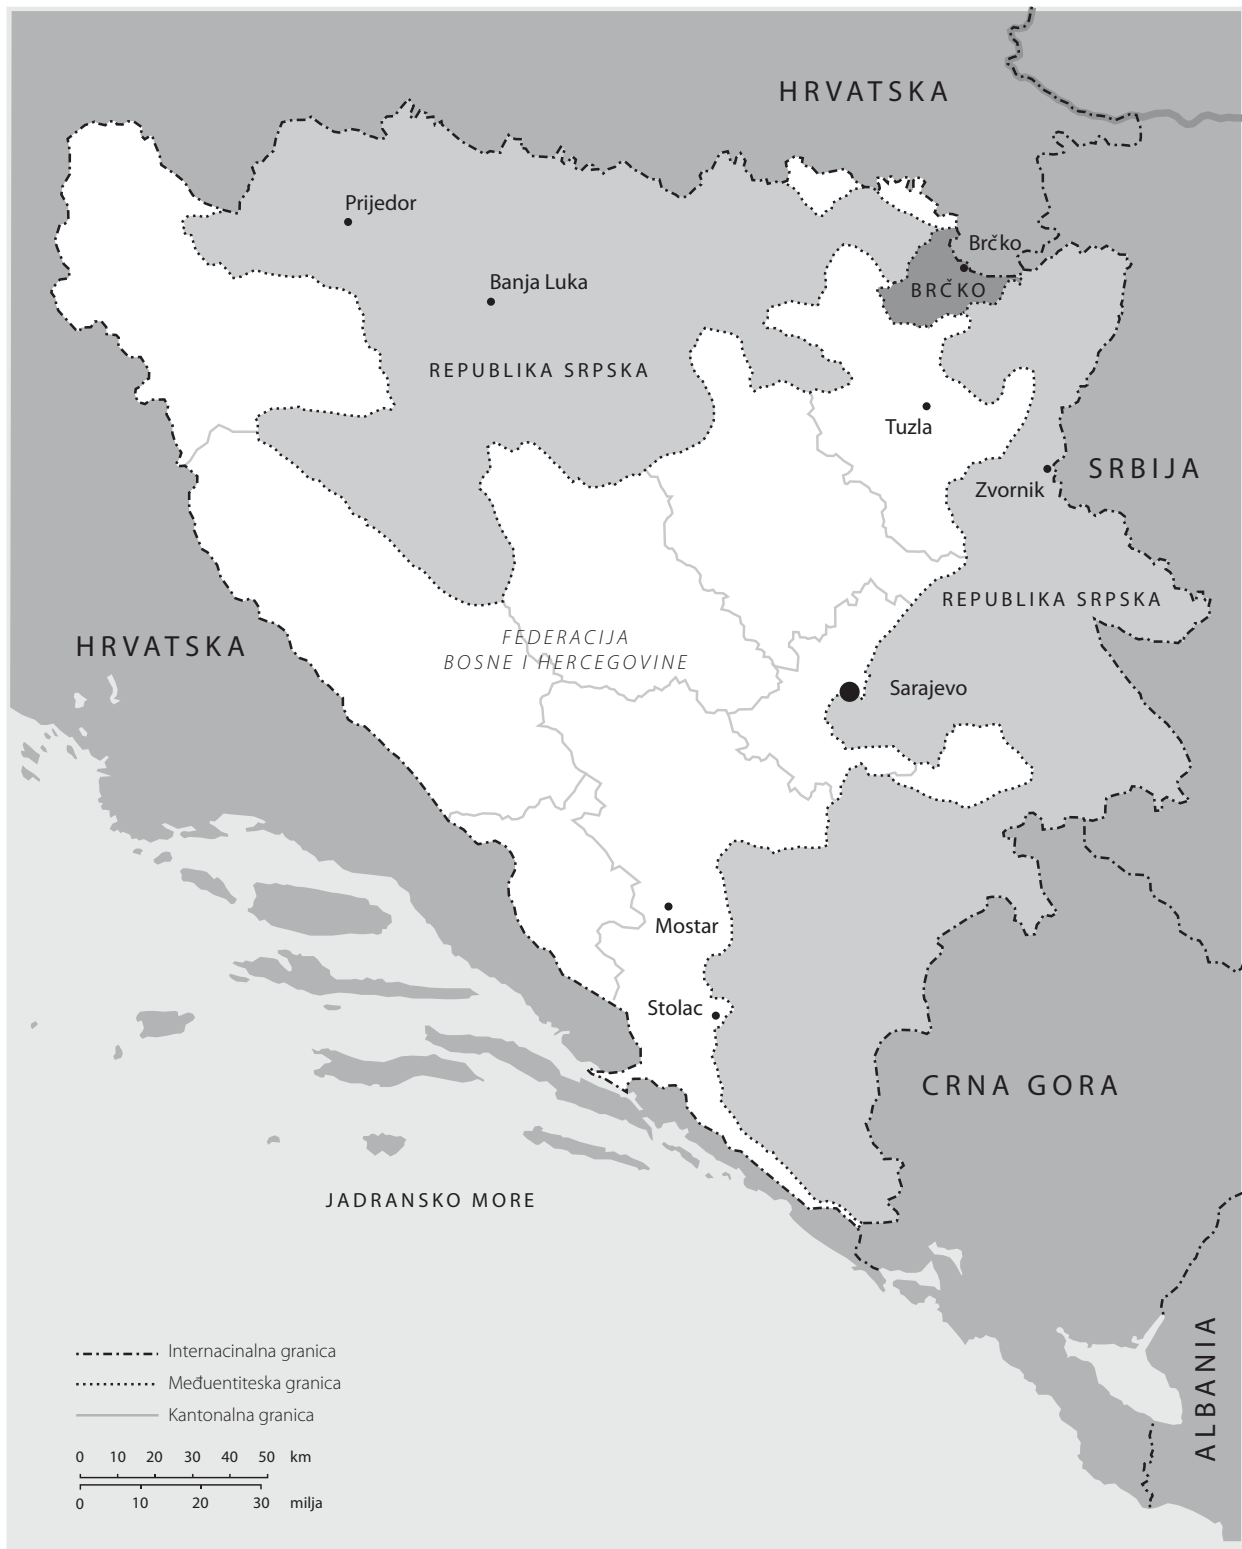 HRVATSKA
Prijedor
Brčko
Banja Luka
BRČKO
REPUBLIKA SRPSKA
Tuzla
SRBIJA
Zvornik
REPUBLIKA SRPSKA
HRVATSKA
FEDERACIJA
BOSNE I HERCEGOVINE
Sarajevo
Mostar
Stolac
CRNA GORA
JADRANSKO MORE
ALBANIA
Internacinalna granica
Međuentiteska granica
Kantonalna granica
0 10 20 30 40 50 km
0 10 20 30 milja